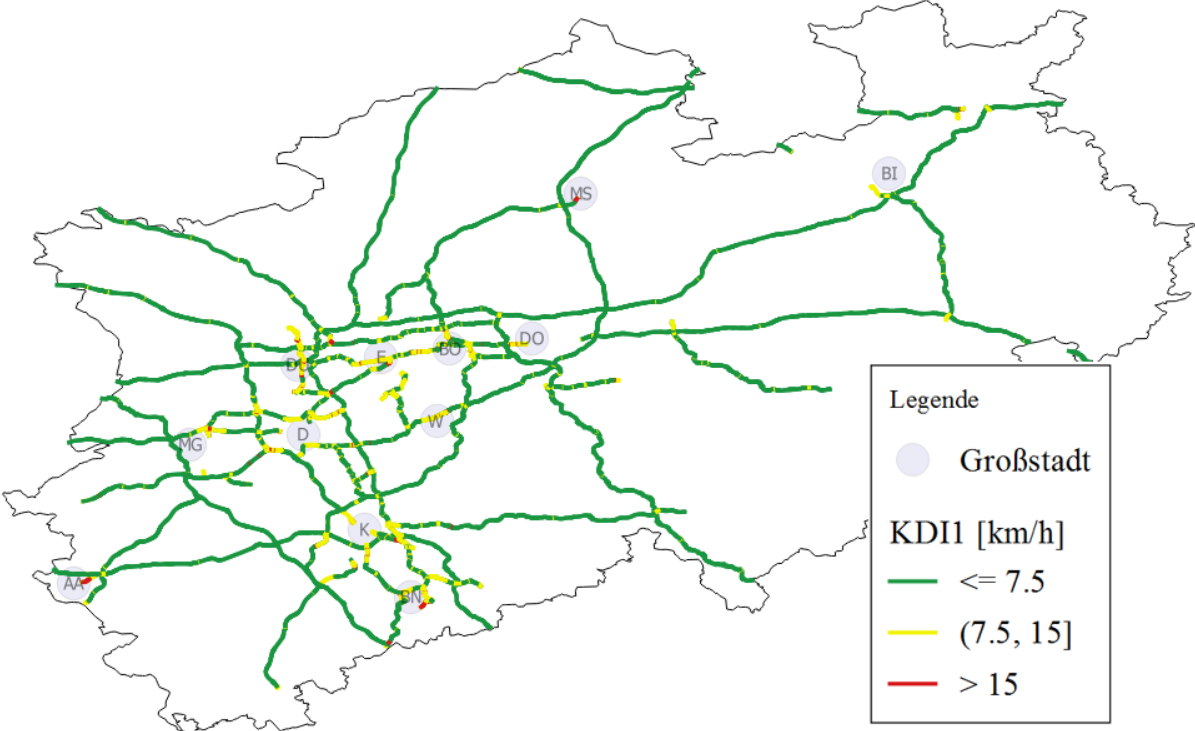 BI
MS
DO
BO
E
DU
W
D
MG
K
AA
BN
Legende
Großstadt
KDI1 [km/h]
<= 7.5
(7.5, 15]
> 15